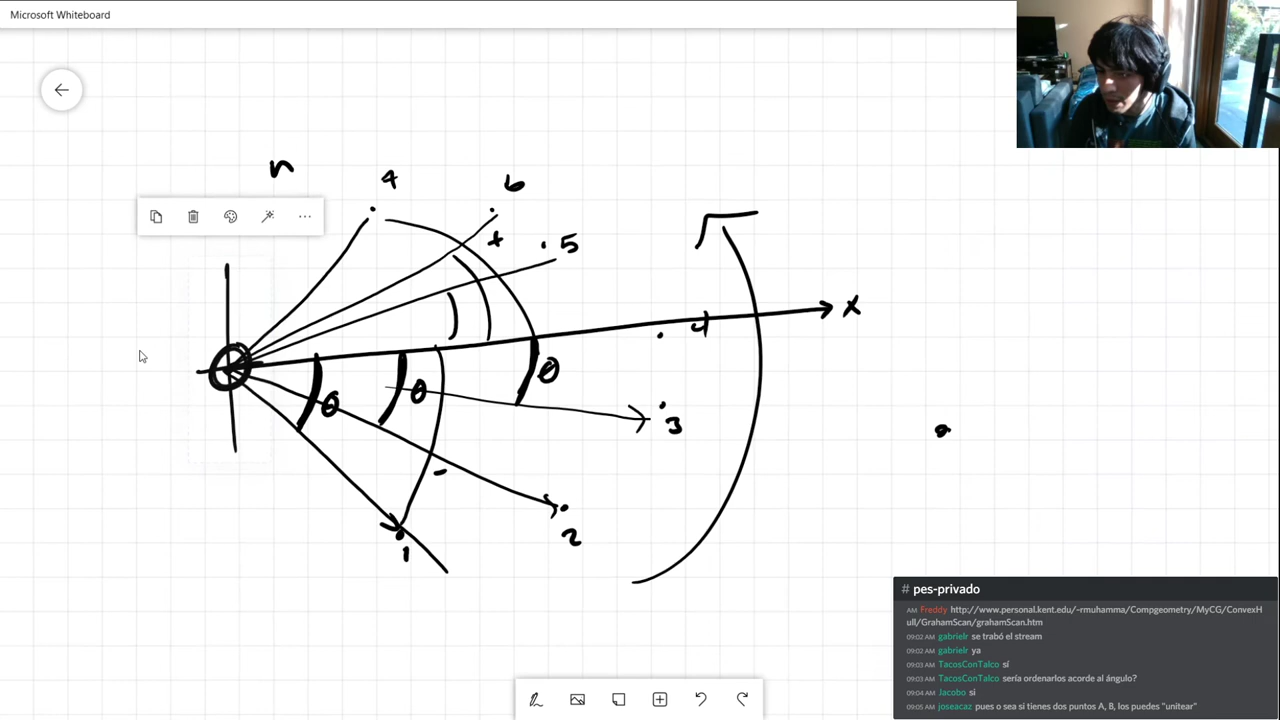 Microsoft Whiteboard
n
4
6
+
5
x
4
θ
θ
θ
3
-
2
1
# pes-privado
AM Freddy http://www.personal.kent.edu/~rmuhamma/Compgeometry/MyCG/ConvexH
ull/GrahamScan/grahamScan.htm
09:02 AM gabrielr se trabó el stream
09:02 AM gabrielr ya
09:03 AM TacosConTalco sí
09:03 AM TacosConTalco sería ordenarlos acorde al ángulo?
09:04 AM Jacobo si
09:05 AM joseacaz pues o sea si tienes dos puntos A, B, los puedes "unitear"